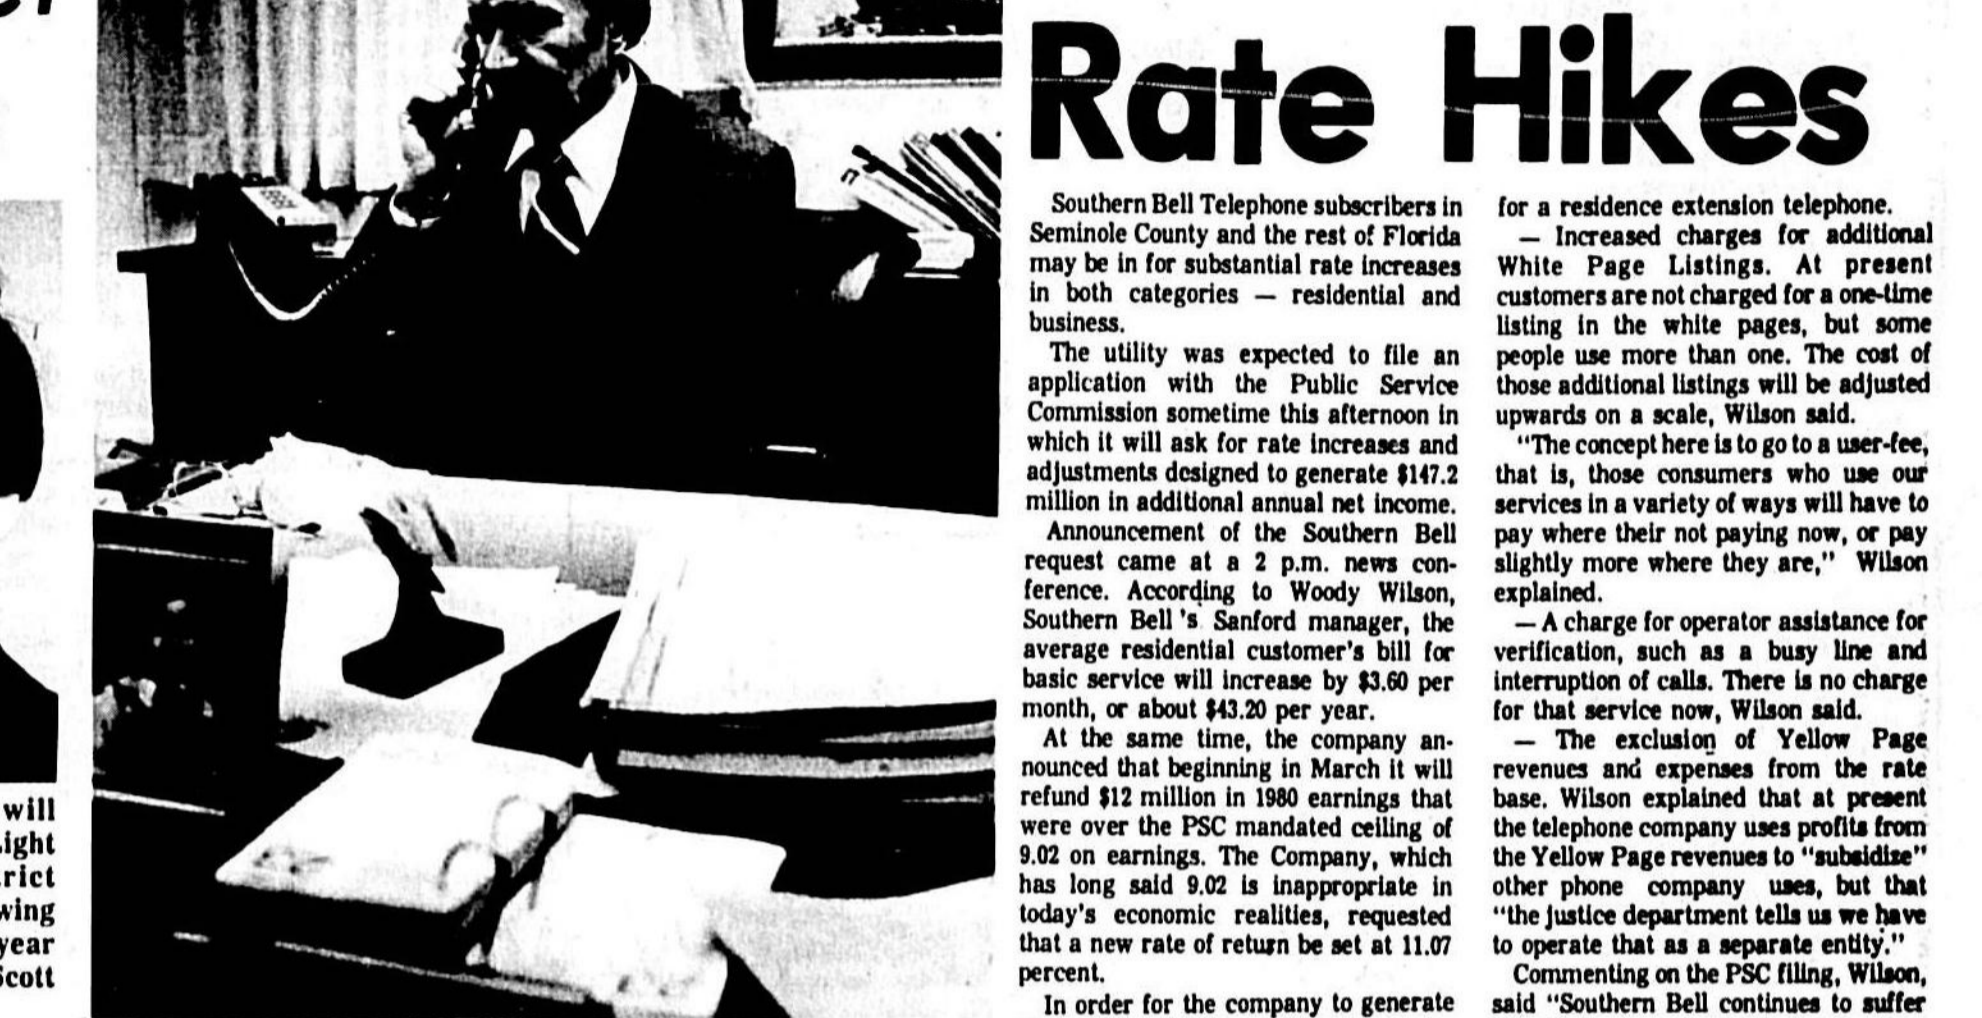 will
ight
rict
wing
year
Scott
Rate Hikes
Southern Bell Telephone subscribers in
Seminole County and the rest of Florida
may be in for substantial rate increases
in both categories — residential and
business.
The utility was expected to file an
application with the Public Service
Commission sometime this afternoon in
which it will ask for rate increases and
adjustments designed to generate $147.2
million in additional annual net income.
Announcement of the Southern Bell
request came at a 2 p.m. news con-
ference. According to Woody Wilson,
Southern Bell 's Sanford manager, the
average residential customer's bill for
basic service will increase by $3.60 per
month, or about $43.20 per year.
At the same time, the company an-
nounced that beginning in March it will
refund $12 million in 1980 earnings that
were over the PSC mandated ceiling of
9.02 on earnings. The Company, which
has long said 9.02 is inappropriate in
today's economic realities, requested
that a new rate of return be set at 11.07
percent.
In order for the company to generate
for a residence extension telephone.
— Increased charges for additional
White Page Listings. At present
customers are not charged for a one-time
listing in the white pages, but some
people use more than one. The cost of
those additional listings will be adjusted
upwards on a scale, Wilson said.
"The concept here is to go to a user-fee,
that is, those consumers who use our
services in a variety of ways will have to
pay where their not paying now, or pay
slightly more where they are," Wilson
explained.
— A charge for operator assistance for
verification, such as a busy line and
interruption of calls. There is no charge
for that service now, Wilson said.
— The exclusion of Yellow Page
revenues and expenses from the rate
base. Wilson explained that at present
the telephone company uses profits from
the Yellow Page revenues to "subsidize"
other phone company uses, but that
"the justice department tells us we have
to operate that as a separate entity."
Commenting on the PSC filing, Wilson,
said "Southern Bell continues to suffer